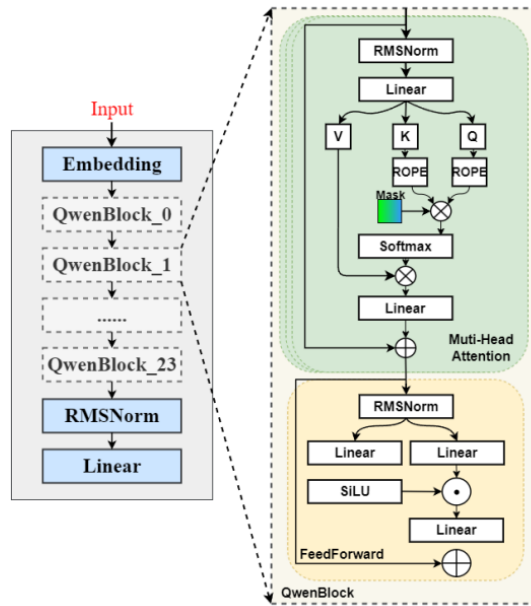 Input
Embedding
QwenBlock_0
QwenBlock_1
......
QwenBlock_23
RMSNorm
Linear
RMSNorm
Linear
V
K
Q
ROPE
ROPE
Mask
Softmax
Linear
Muti-Head
Attention
RMSNorm
Linear
Linear
SiLU
Linear
FeedForward
QwenBlock